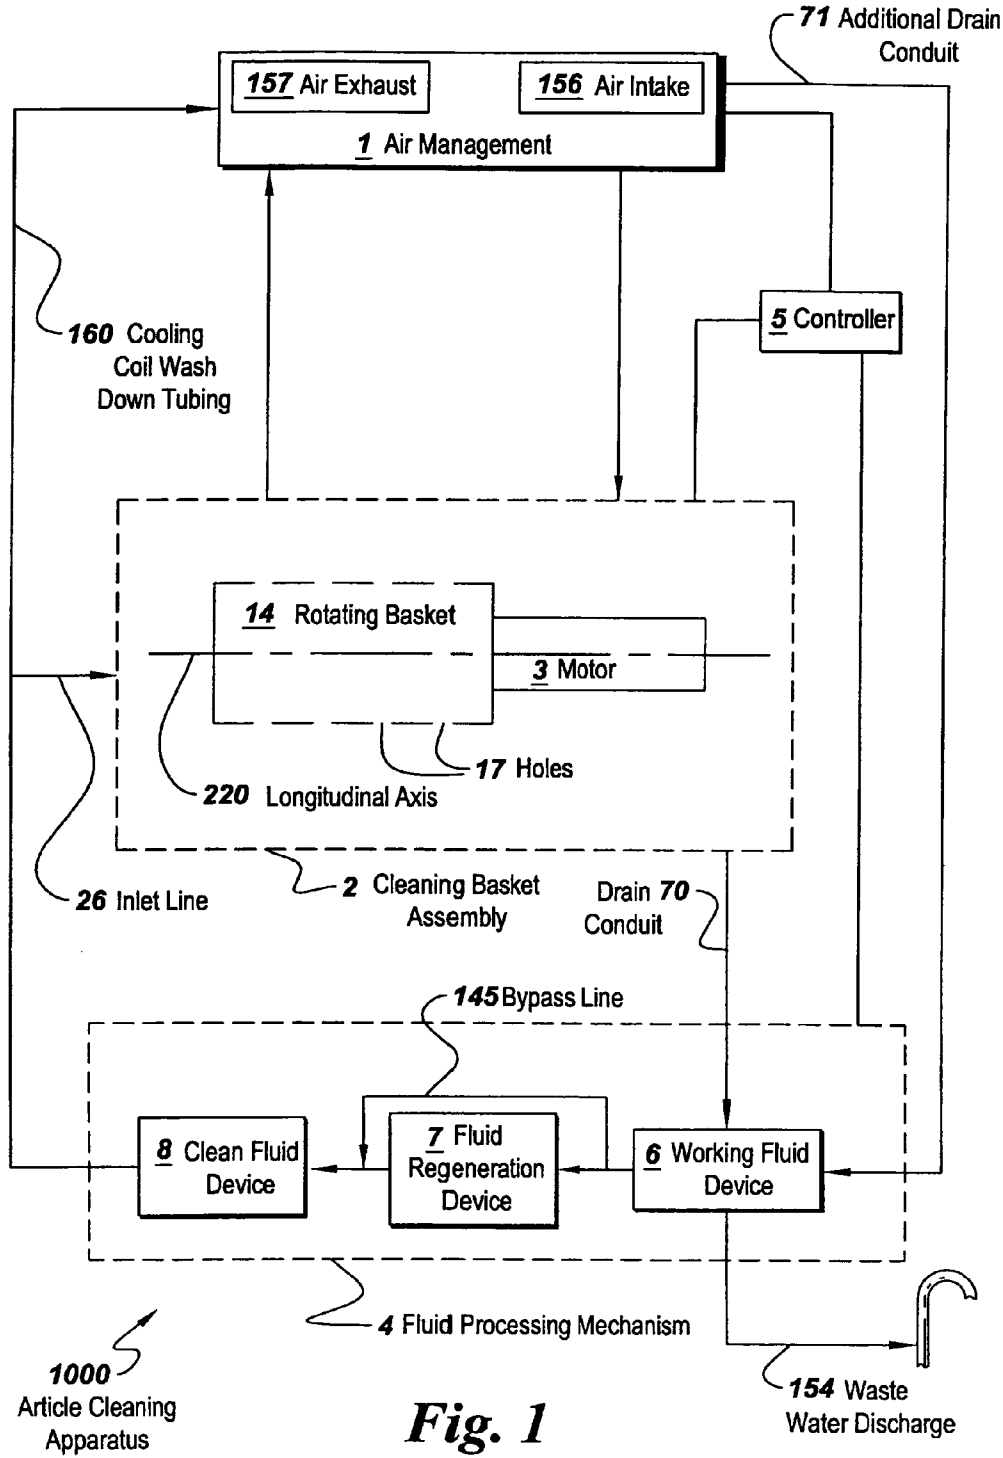 71 Additional Drain
Conduit
157 Air Exhaust
156 Air Intake
1 Air Management
160 Cooling
Coil Wash
Down Tubing
5 Controller
14 Rotating Basket
3 Motor
17 Holes
220 Longitudinal Axis
26 Inlet Line
2 Cleaning Basket
Assembly
Drain 70
Conduit
145 Bypass Line
8 Clean Fluid
Device
7 Fluid
Regeneration
Device
6 Working Fluid
Device
4 Fluid Processing Mechanism
1000
Article Cleaning
Apparatus
154 Waste
Water Discharge
Fig. 1